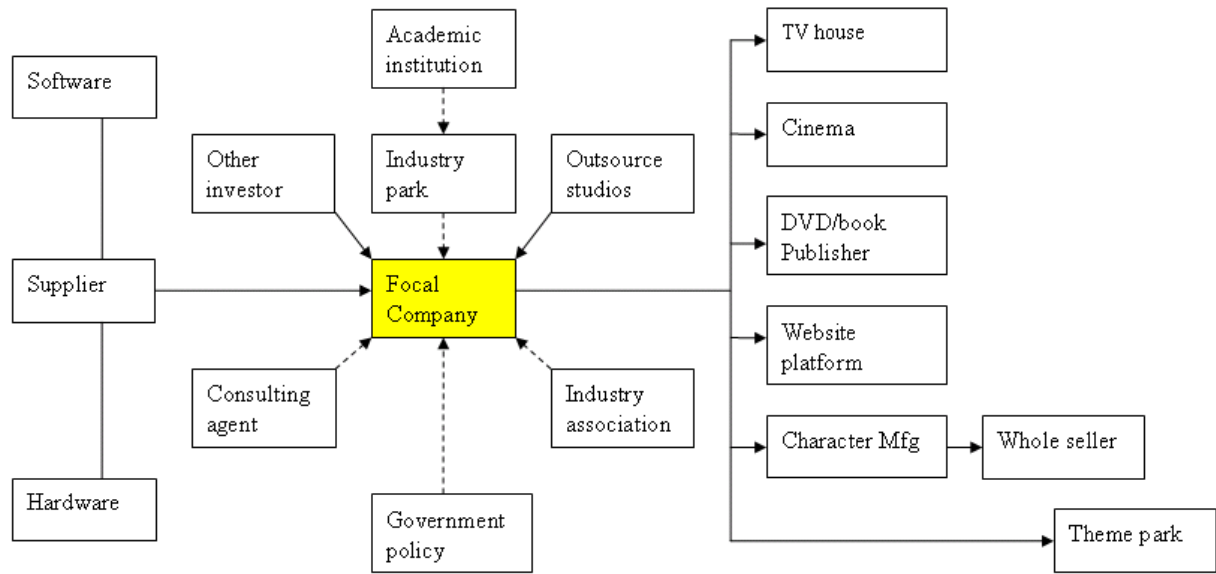 Academic
institution
TV house
Software
Cinema
Other
investor
Industry
park
Outsource
studios
DVD/book
Publisher
Supplier
Focal
Company
Website
platform
Consulting
agent
Industry
association
Character Mfg
Whole seller
Hardware
Government
policy
Theme park